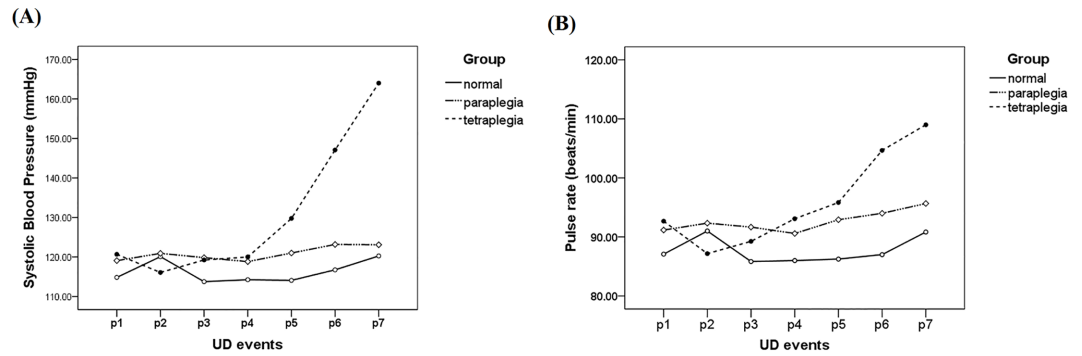 (A)
Systolic Blood Pressure (mmHg)
170.00
160.00
150.00
140.00
130.00
120.00
110.00
p1 p2 p3 p4 p5 p6 p7
UD events
Group
normal
paraplegia
tetraplegia
(B)
Pulse rate (beats/min)
120.00
110.00
100.00
90.00
80.00
p1 p2 p3 p4 p5 p6 p7
UD events
Group
normal
paraplegia
tetraplegia